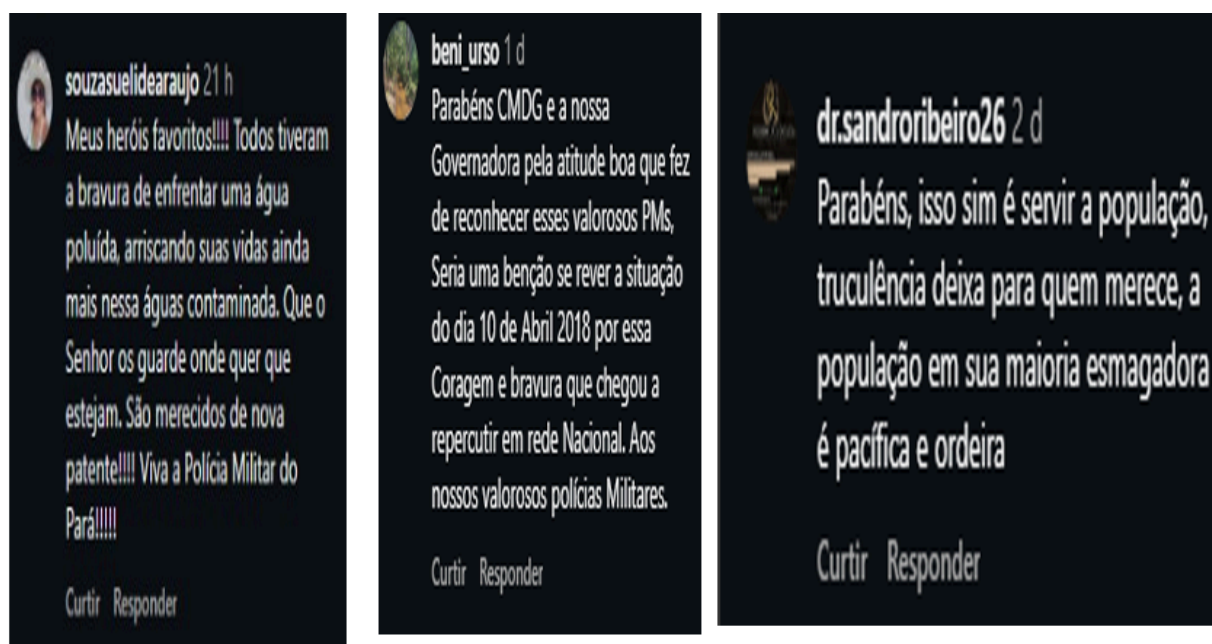 souzasuelidearaujo 21 h
Meus heróis favoritos!!!! Todos tiveram
a bravura de enfrentar uma água
poluída, arriscando suas vidas ainda
mais nessa águas contaminada. Que o
Senhor os guarde onde quer que
estejam. São merecidos de nova
patente!!!! Viva a Polícia Militar do
Pará!!!!!
Curtir Responder
beni_urso 1 d
Parabéns CMDG e a nossa
Governadora pela atitude boa que fez
de reconhecer esses valorosos PMs,
Seria uma benção se rever a situação
do dia 10 de Abril 2018 por essa
Coragem e bravura que chegou a
repercutir em rede Nacional. Aos
nossos valorosos polícias Militares.
Curtir Responder
dr.sandroribeiro26 2 d
Parabéns, isso sim é servir a população,
truculência deixa para quem merece, a
população em sua maioria esmagadora
é pacífica e ordeira
Curtir Responder